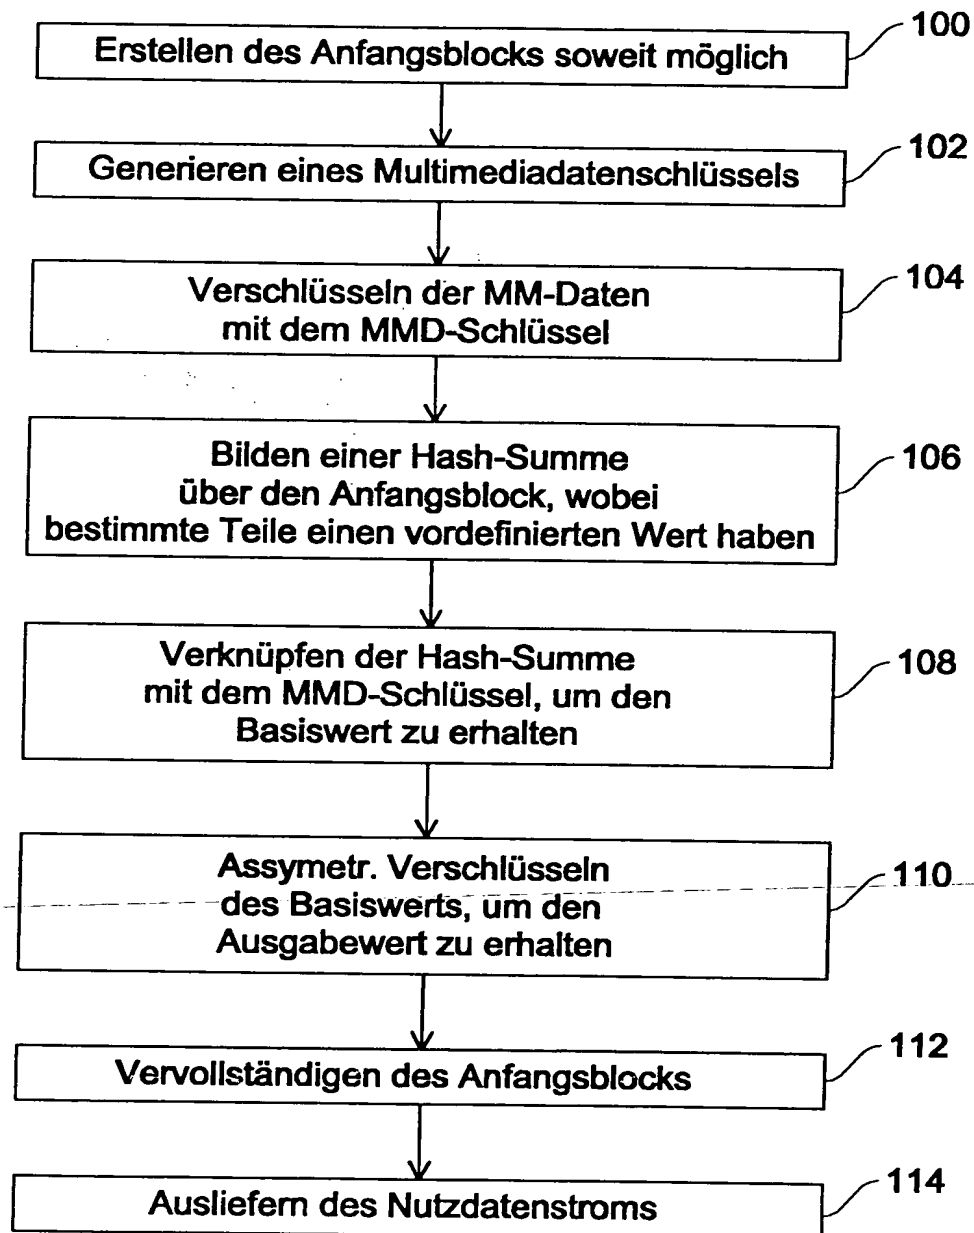 Erstellen des Anfangsblocks soweit möglich
100
Generieren eines Multimediadatenschlüssels
102
Verschlüsseln der MM-Daten
mit dem MMD-Schlüssel
104
Bilden einer Hash-Summe
über den Anfangsblock, wobei
bestimmte Teile einen vordefinierten Wert haben
106
Verknüpfen der Hash-Summe
mit dem MMD-Schlüssel, um den
Basiswert zu erhalten
108
Assymetr. Verschlüsseln
des Basiswerts, um den
Ausgabewert zu erhalten
110
Vervollständigen des Anfangsblocks
112
Ausliefern des Nutzdatenstroms
114